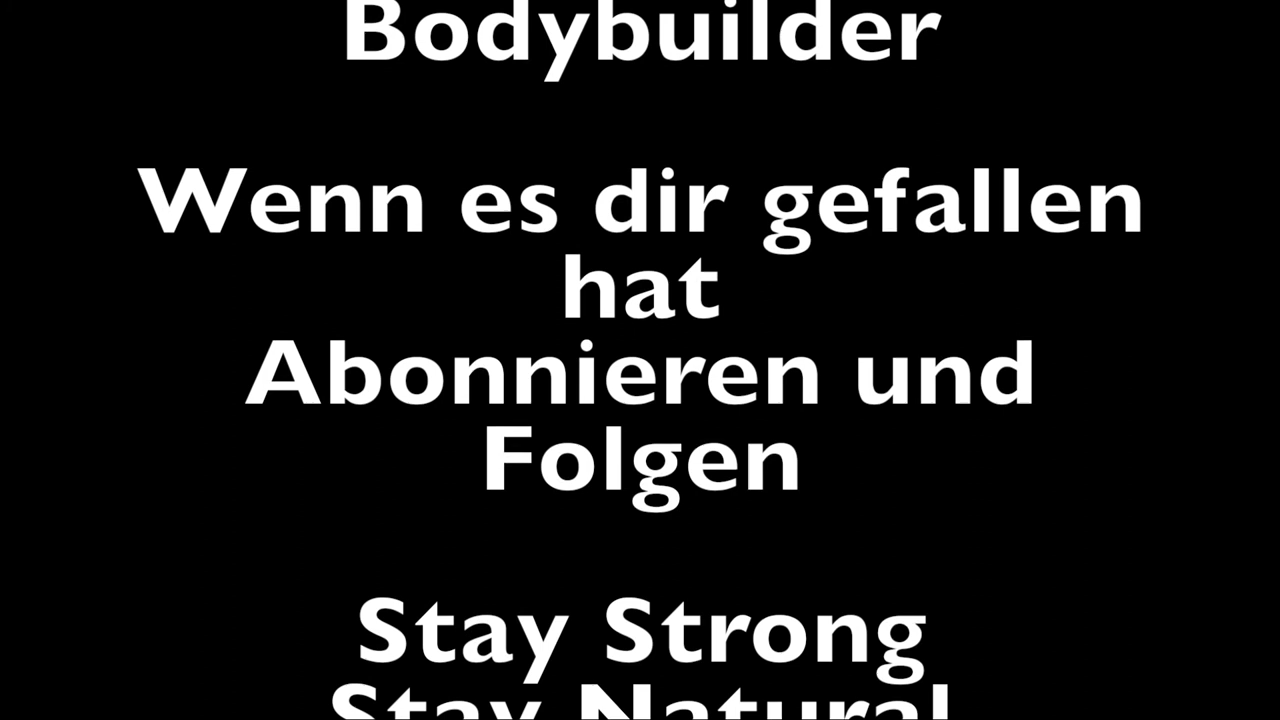 Bodybuilder
Wenn es dir gefallen
hat
Abonnieren und
Folgen
Stay Strong
Stay Natural